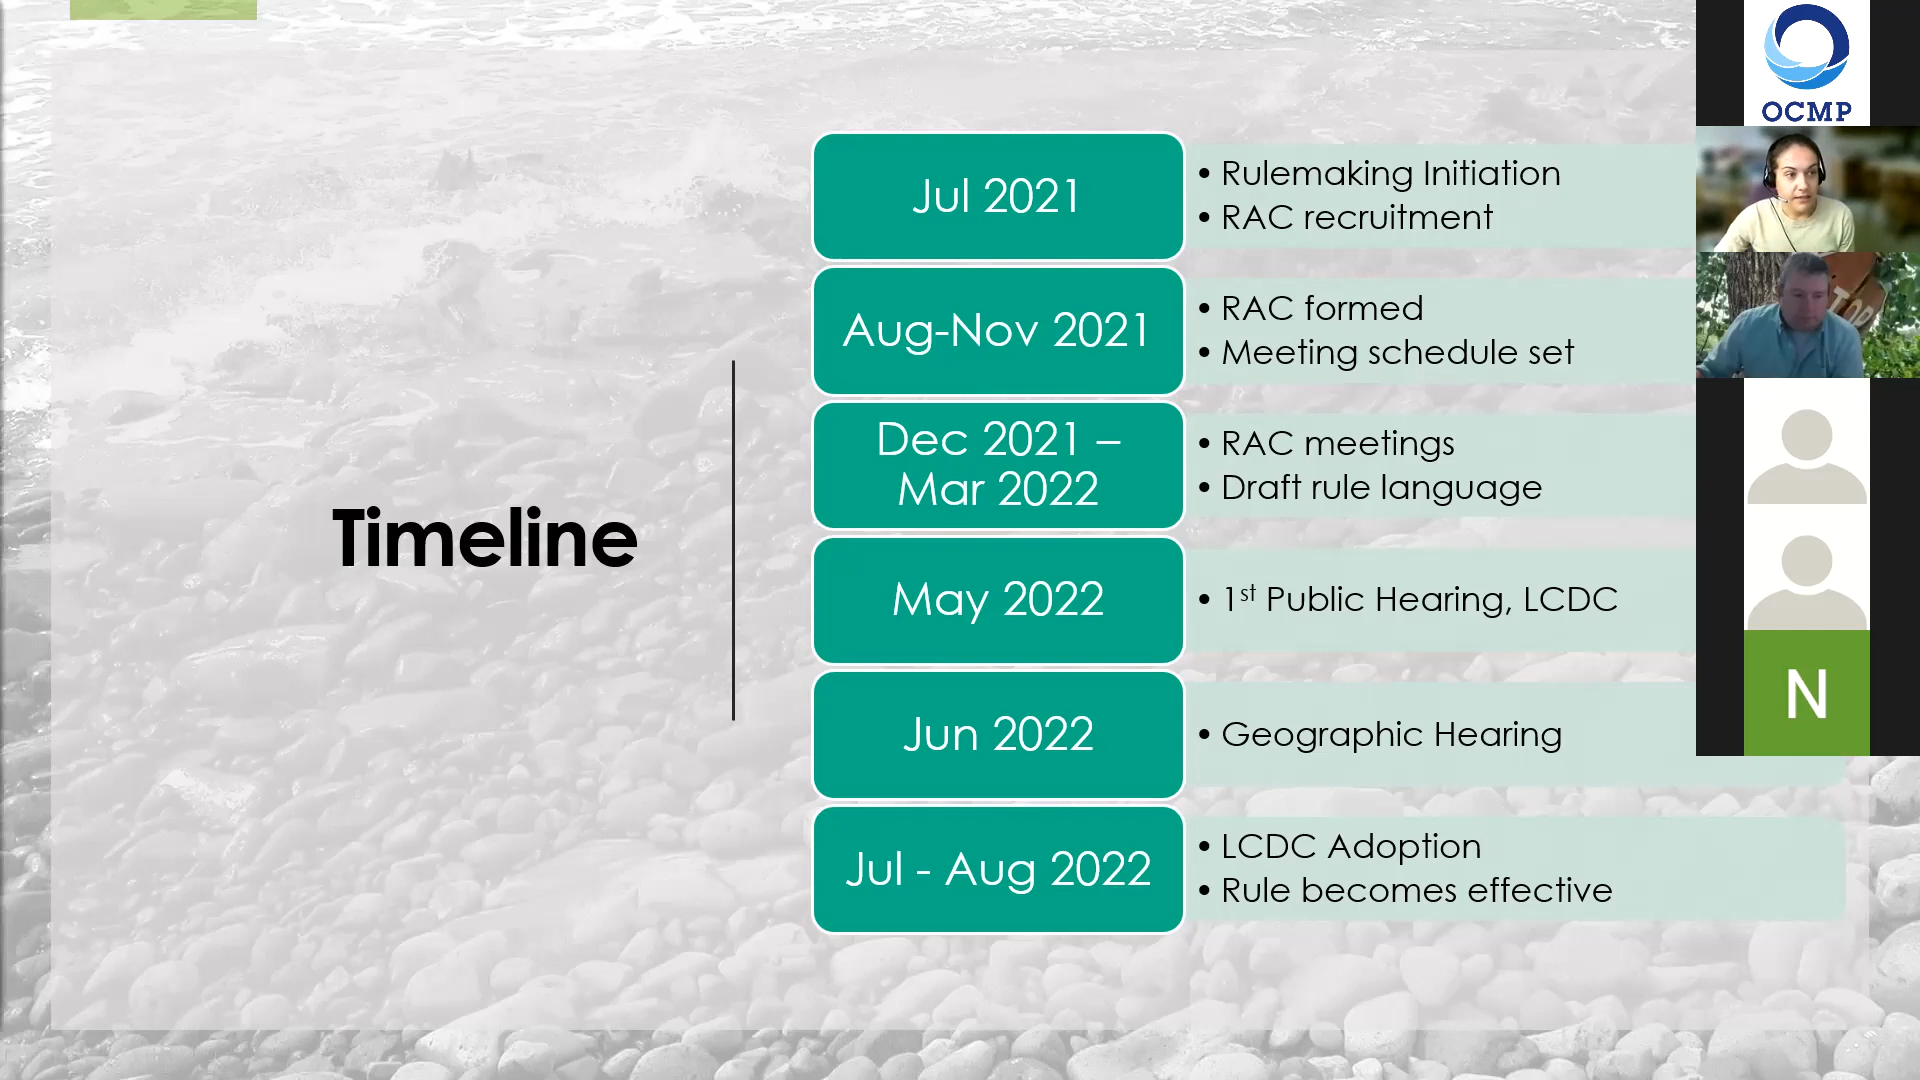 Timeline
Jul 2021
• Rulemaking Initiation
• RAC recruitment
Aug-Nov 2021
• RAC formed
• Meeting schedule set
Dec 2021 –
Mar 2022
• RAC meetings
• Draft rule language
May 2022
• 1st Public Hearing, LCDC
Jun 2022
• Geographic Hearing
Jul - Aug 2022
• LCDC Adoption
• Rule becomes effective
OCMP
TOP
N